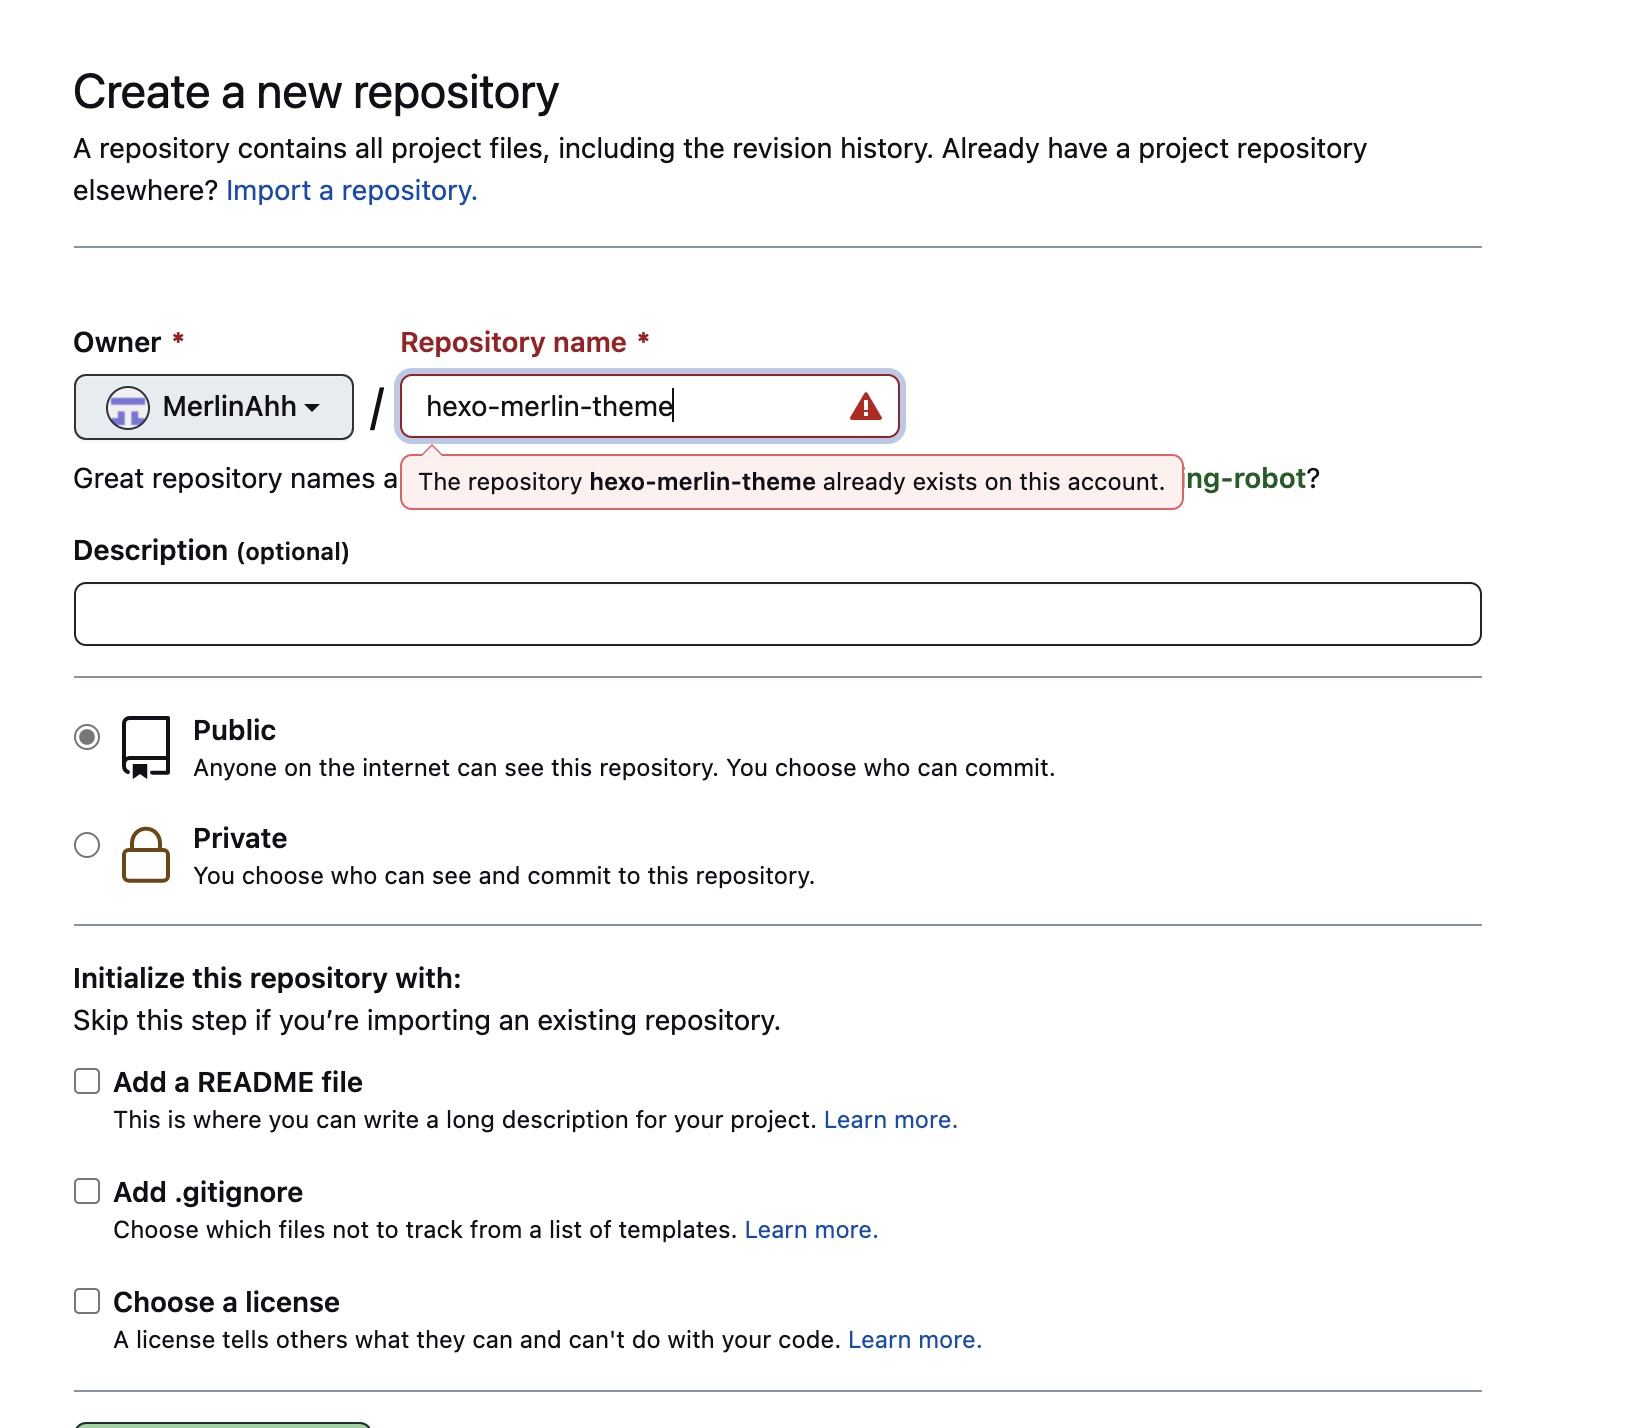 Create a new repository
A repository contains all project files, including the revision history. Already have a project repository
elsewhere? Import a repository.
Owner *
Repository name *
MerlinAhh
/
hexo-merlin-theme
Great repository names a
The repository hexo-merlin-theme already exists on this account.
ng-robot?
Description (optional)
Public
Anyone on the internet can see this repository. You choose who can commit.
Private
You choose who can see and commit to this repository.
Initialize this repository with:
Skip this step if you’re importing an existing repository.
Add a README file
This is where you can write a long description for your project. Learn more.
Add .gitignore
Choose which files not to track from a list of templates. Learn more.
Choose a license
A license tells others what they can and can't do with your code. Learn more.